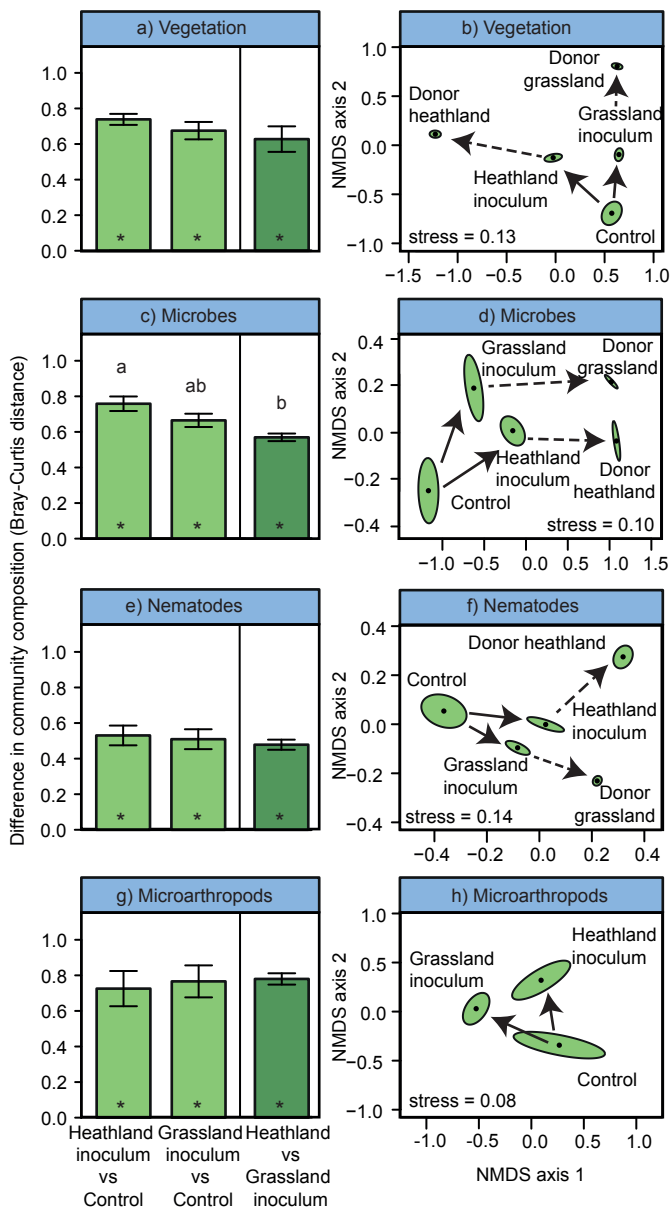 a) Vegetation
1.0
0.8
0.6
0.4
0.2
0.0
*
*
*
b) Vegetation
NMDS axis 2
1.0
0.5
0.0
−0.5
−1.0
Donor
grassland
Donor
heathland
Grassland
inoculum
Heathland
inoculum
Control
stress = 0.13
−1.5
−1.0
−0.5
0.0
0.5
1.0
Difference in community composition (Bray-Curtis distance)
c) Microbes
1.0
0.8
0.6
0.4
0.2
0.0
a
ab
b
*
*
*
d) Microbes
NMDS axis 2
0.4
0.2
0.0
−0.2
−0.4
Grassland
inoculum
Donor
grassland
Heathland
inoculum
Donor
heathland
Control
stress = 0.10
−1.0
−0.5
0.0
0.5
1.0
1.5
e) Nematodes
1.0
0.8
0.6
0.4
0.2
0.0
*
*
*
f) Nematodes
NMDS axis 2
0.4
0.2
0.0
−0.2
−0.4
Donor heathland
Control
Heathland
inoculum
Grassland
inoculum
Donor
grassland
stress = 0.14
−0.4
−0.2
0.0
0.2
0.4
g) Microarthropods
1.0
0.8
0.6
0.4
0.2
0.0
*
*
*
Heathland
inoculum
vs
Control
Grassland
inoculum
vs
Control
Heathland
vs
Grassland
inoculum
h) Microarthropods
NMDS axis 2
1.0
0.5
0.0
−0.5
−1.0
Heathland
inoculum
Grassland
inoculum
Control
stress = 0.08
-1.0
-0.5
0.0
0.5
1.0
NMDS axis 1